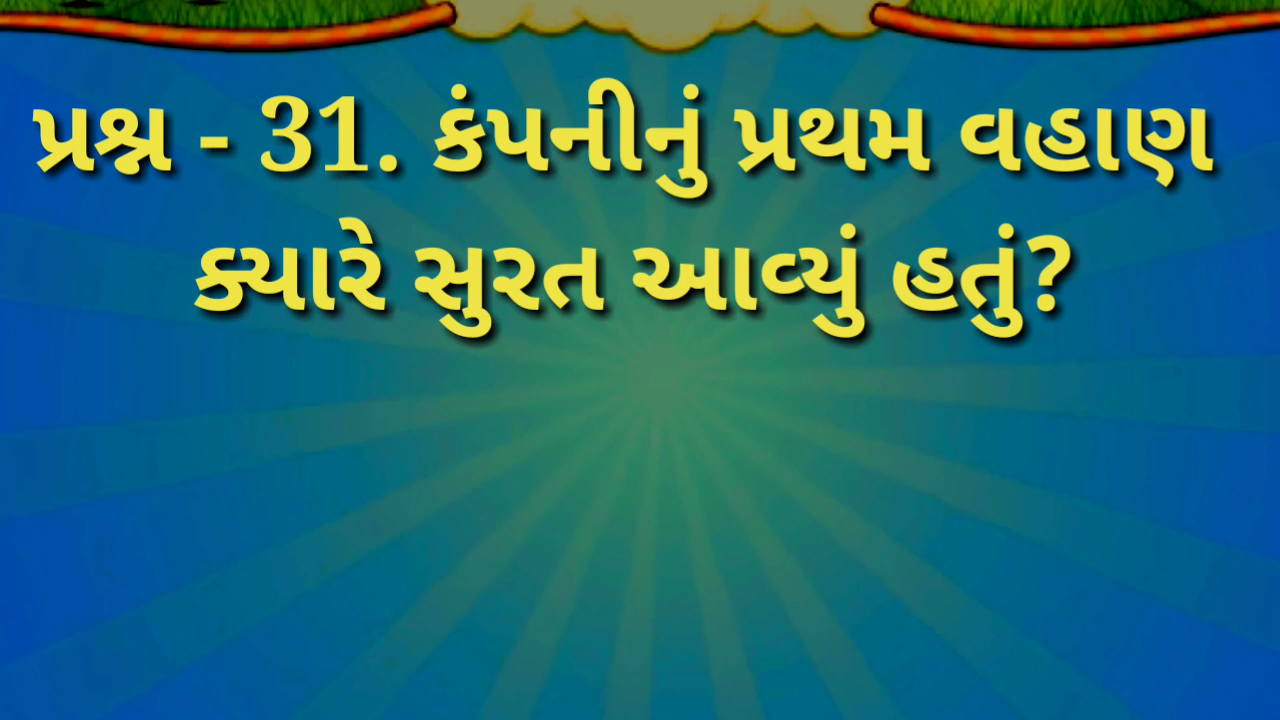 પ્રશ્ન - 31. કંપનીનું પ્રથમ વહાણ
ક્યારે સુરત આવ્યું હતું?